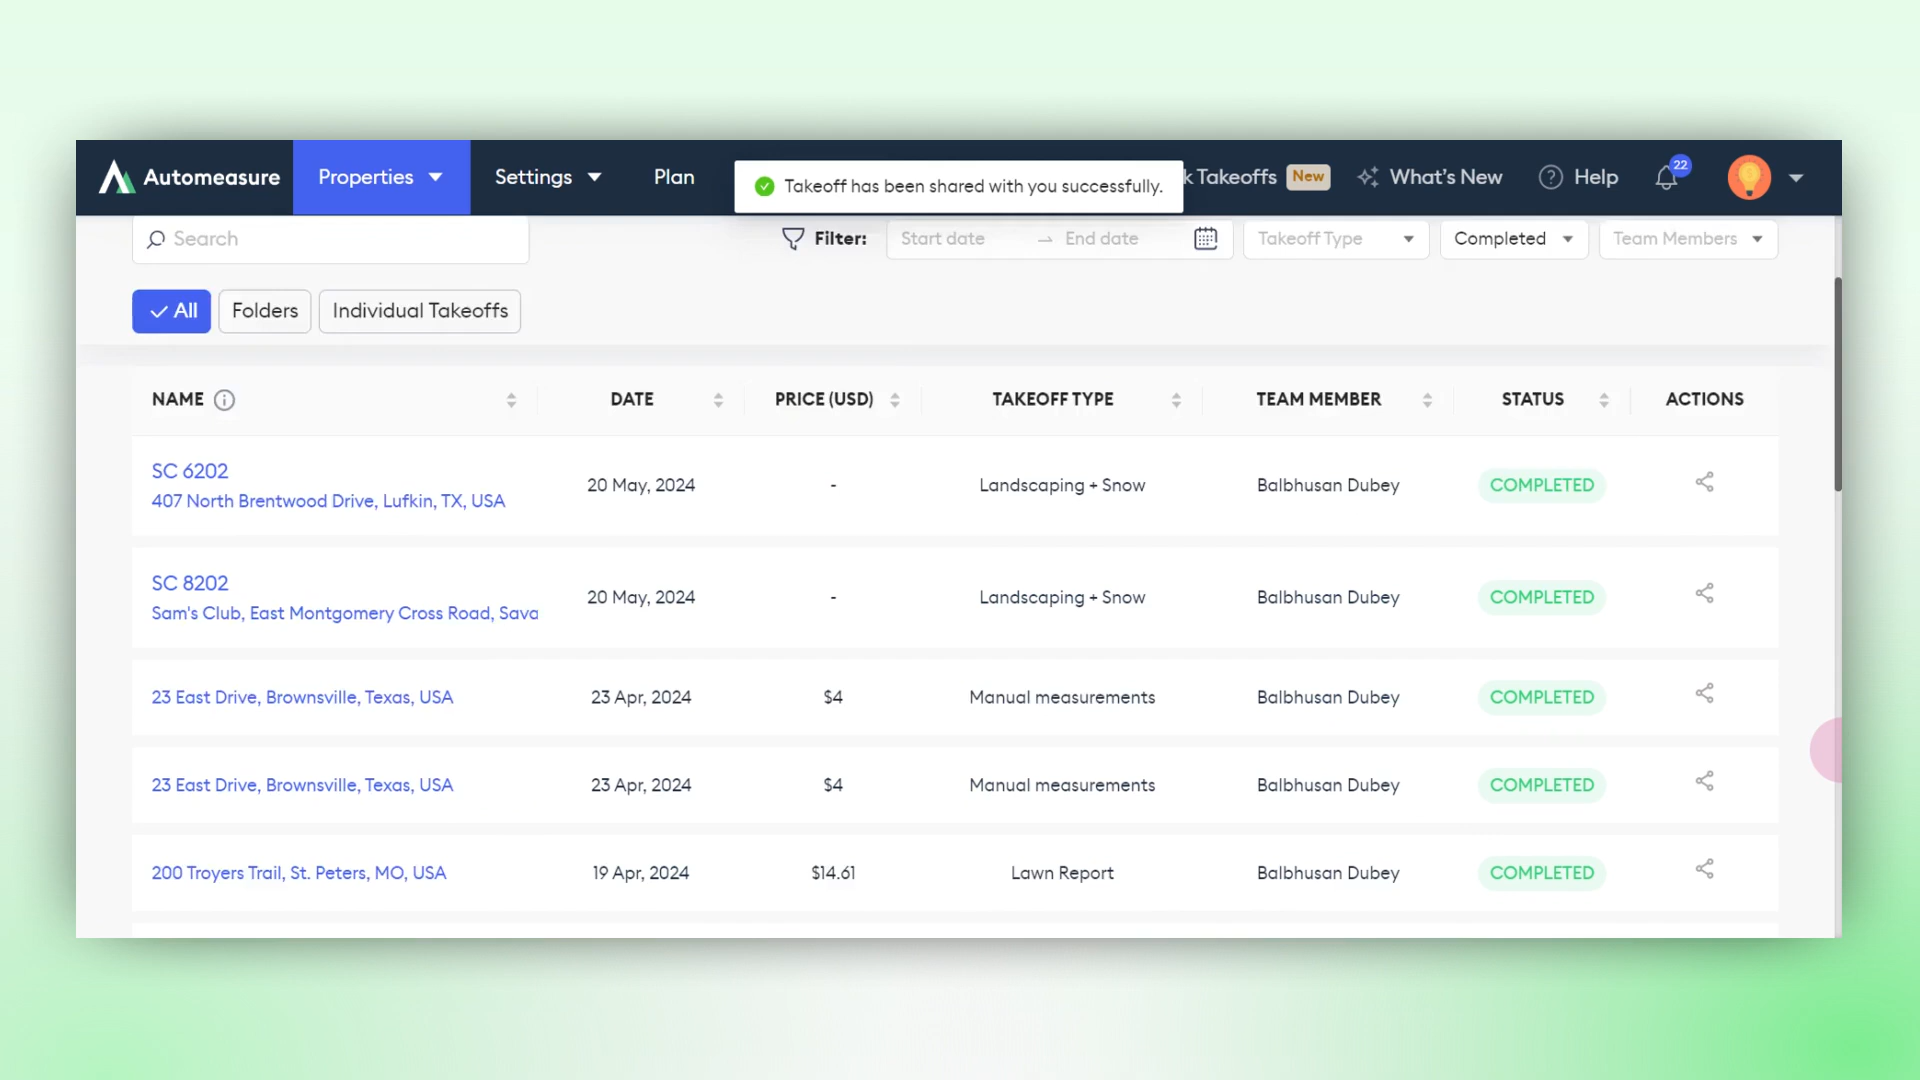 Automeasure Properties Settings Plan k Takeoffs New What's New Help 22
Takeoff has been shared with you successfully.
Search Filter: Start date → End date Takeoff Type Completed Team Members
All Folders Individual Takeoffs
NAME DATE PRICE (USD) TAKEOFF TYPE TEAM MEMBER STATUS ACTIONS
SC 6202
407 North Brentwood Drive, Lufkin, TX, USA 20 May, 2024 - Landscaping + Snow Balbhusan Dubey COMPLETED
SC 8202
Sam's Club, East Montgomery Cross Road, Sava 20 May, 2024 - Landscaping + Snow Balbhusan Dubey COMPLETED
23 East Drive, Brownsville, Texas, USA 23 Apr, 2024 $4 Manual measurements Balbhusan Dubey COMPLETED
23 East Drive, Brownsville, Texas, USA 23 Apr, 2024 $4 Manual measurements Balbhusan Dubey COMPLETED
200 Troyers Trail, St. Peters, MO, USA 19 Apr, 2024 $14.61 Lawn Report Balbhusan Dubey COMPLETED